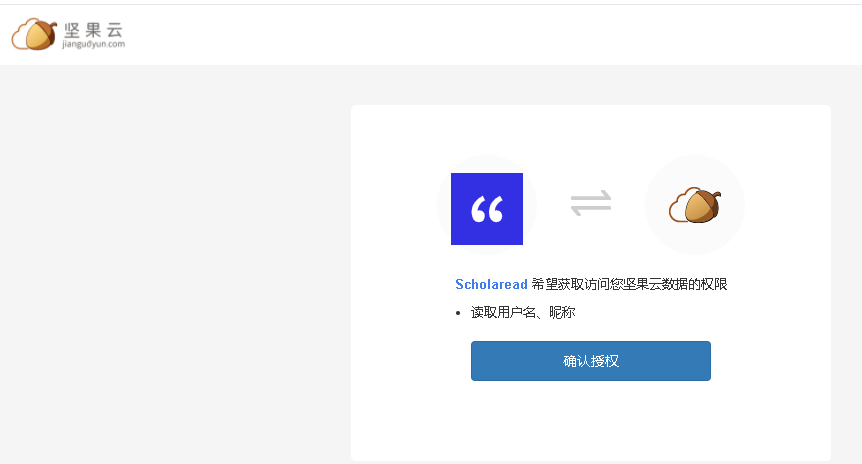 坚果云
jianguoyun.com
Scholaread 希望获取访问您坚果云数据的权限
读取用户名、昵称
确认授权